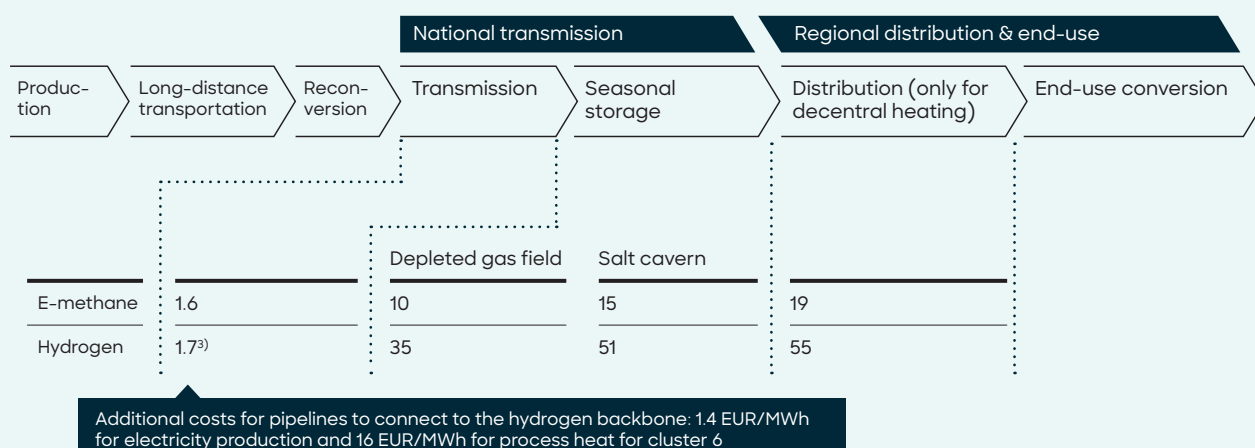 National transmission
Regional distribution & end-use
Produc-
tion
Long-distance
transportation
Recon-
version
Transmission
Seasonal
storage
Distribution (only for
decentral heating)
End-use conversion
Depleted gas field Salt cavern
E-methane 1.6 10 15 19
Hydrogen 1.7³⁾ 35 51 55
Additional costs for pipelines to connect to the hydrogen backbone: 1.4 EUR/MWh
for electricity production and 16 EUR/MWh for process heat for cluster 6